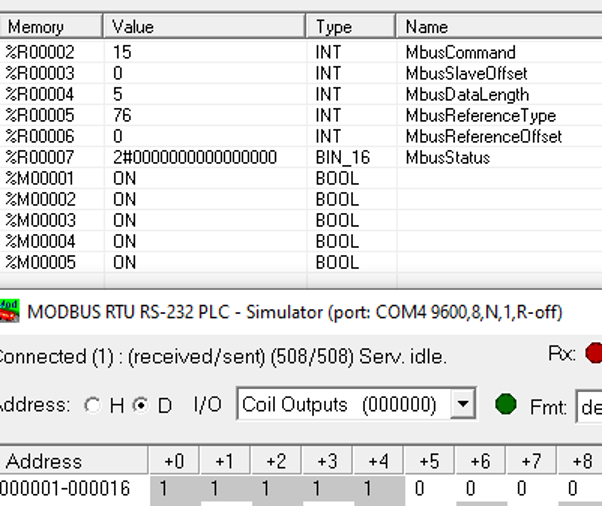 Memory Value Type Name
%R00002 15 INT MbusCommand
%R00003 0 INT MbusSlaveOffset
%R00004 5 INT MbusDataLength
%R00005 76 INT MbusReferenceType
%R00006 0 INT MbusReferenceOffset
%R00007 2#0000000000000000 BIN_16 MbusStatus
%M00001 ON BOOL
%M00002 ON BOOL
%M00003 ON BOOL
%M00004 ON BOOL
%M00005 ON BOOL
MODBUS RTU RS-232 PLC - Simulator (port: COM4 9600,8,N,1,R-off)
Connected (1) : (received/sent) (508/508) Serv. idle. Rx:
Address: H D I/O Coil Outputs (000000) Fmt: de
Address +0 +1 +2 +3 +4 +5 +6 +7 +8
000001-000016 1 1 1 1 1 0 0 0 0